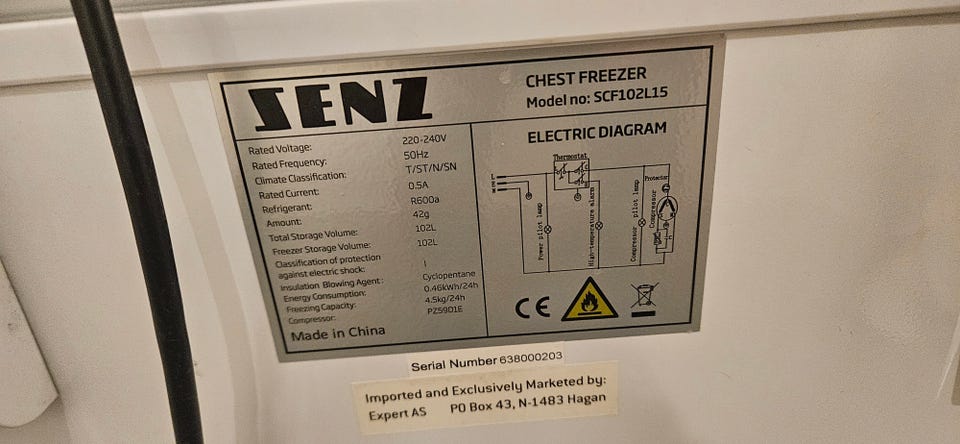 SENZ
CHEST FREEZER
Model no: SCF102L15
Rated Voltage: 220-240V
Rated Frequency: 50Hz
Climate Classification: T/ST/N/SN
Rated Current: 0.5A
Refrigerant: R600a
Amount: 42g
Total Storage Volume: 102L
Freezer Storage Volume: 102L
Classification of protection
against electric shock: I
Insulation Blowing Agent: Cyclopentane
Energy Consumption: 0.46kWh/24h
Freezing Capacity: 4.5kg/24h
Compressor: PZ5901E
Made in China
ELECTRIC DIAGRAM
Thermostat
Power pilot lamp
High-temperature alarm
Compressor pilot lamp
Compressor
Protector
CE
Serial Number 638000203
Imported and Exclusively Marketed by:
Expert AS PO Box 43, N-1483 Hagan